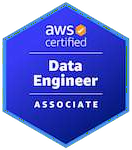 aws
certified
Data
Engineer
ASSOCIATE